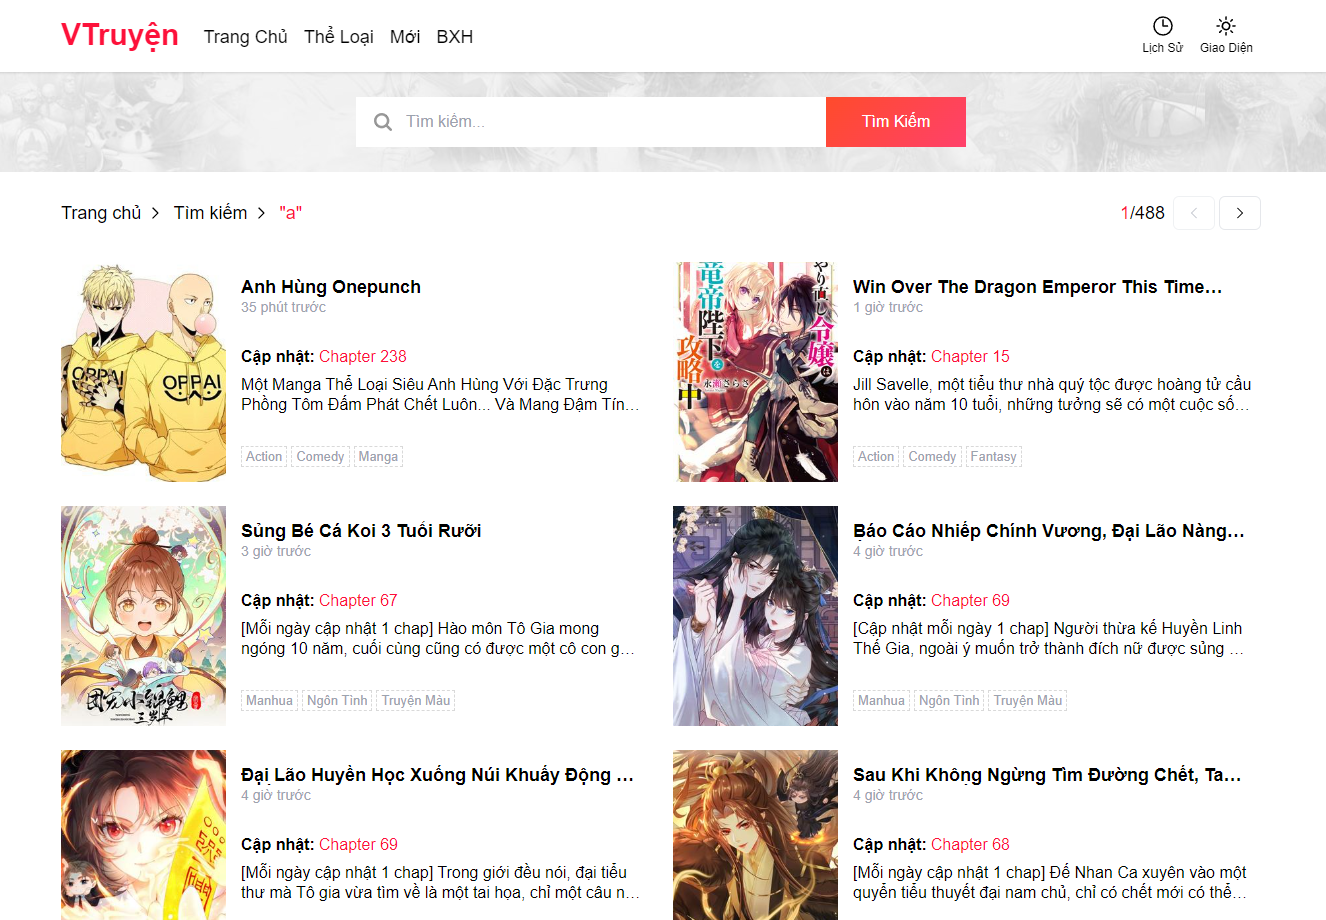 VTruyện
Trang Chủ Thể Loại Mới BXH
Lịch Sử
Giao Diện
Tìm kiếm...
Tìm Kiếm
Trang chủ > Tìm kiếm > "a"
1/488
OPPAI
OPPAI
Anh Hùng Onepunch
35 phút trước
Cập nhật: Chapter 238
Một Manga Thể Loại Siêu Anh Hùng Với Đặc Trưng
Phồng Tôm Đấm Phát Chết Luôn... Và Mang Đậm Tín...
Action Comedy Manga
やり直し令嬢は
竜帝陛下を
攻略中
永瀬さらさ
Win Over The Dragon Emperor This Time...
1 giờ trước
Cập nhật: Chapter 15
Jill Savelle, một tiểu thư nhà quý tộc được hoàng tử cầu
hôn vào năm 10 tuổi, những tưởng sẽ có một cuộc số...
Action Comedy Fantasy
团宠小锦鲤
三岁半
Sủng Bé Cá Koi 3 Tuổi Rưỡi
3 giờ trước
Cập nhật: Chapter 67
[Mỗi ngày cập nhật 1 chap] Hào môn Tô Gia mong
ngóng 10 năm, cuối cùng cũng có được một cô con g...
Manhua Ngôn Tình Truyện Màu
Báo Cáo Nhiếp Chính Vương, Đại Lão Nàng...
4 giờ trước
Cập nhật: Chapter 69
[Cập nhật mỗi ngày 1 chap] Người thừa kế Huyền Linh
Thế Gia, ngoài ý muốn trở thành đích nữ được sủng ...
Manhua Ngôn Tình Truyện Màu
Đại Lão Huyền Học Xuống Núi Khuấy Động ...
4 giờ trước
Cập nhật: Chapter 69
[Mỗi ngày cập nhật 1 chap] Trong giới đều nói, đại tiểu
thư mà Tô gia vừa tìm về là một tai họa, chỉ một câu n...
Sau Khi Không Ngừng Tìm Đường Chết, Ta...
4 giờ trước
Cập nhật: Chapter 68
[Mỗi ngày cập nhật 1 chap] Đế Nhan Ca xuyên vào một
quyển tiểu thuyết đại nam chủ, chỉ có chết mới có thể...